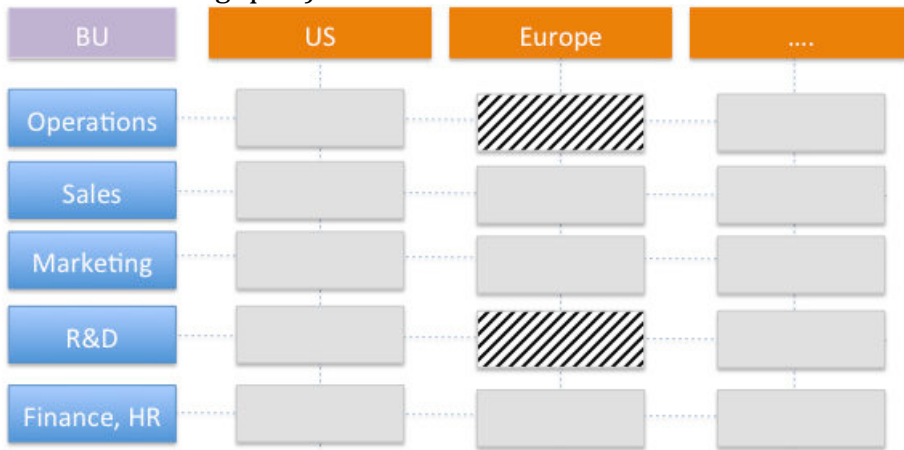 BU US Europe ....
Operations
Sales
Marketing
R&D
Finance, HR